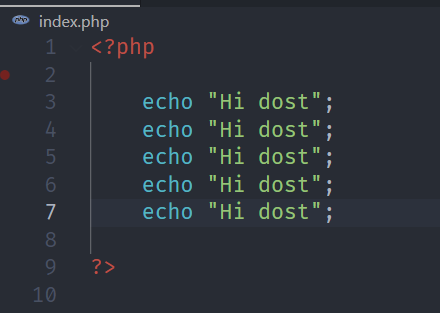 index.php
1 <?php
2
3 echo "Hi dost";
4 echo "Hi dost";
5 echo "Hi dost";
6 echo "Hi dost";
7 echo "Hi dost";
8
9 ?>
10